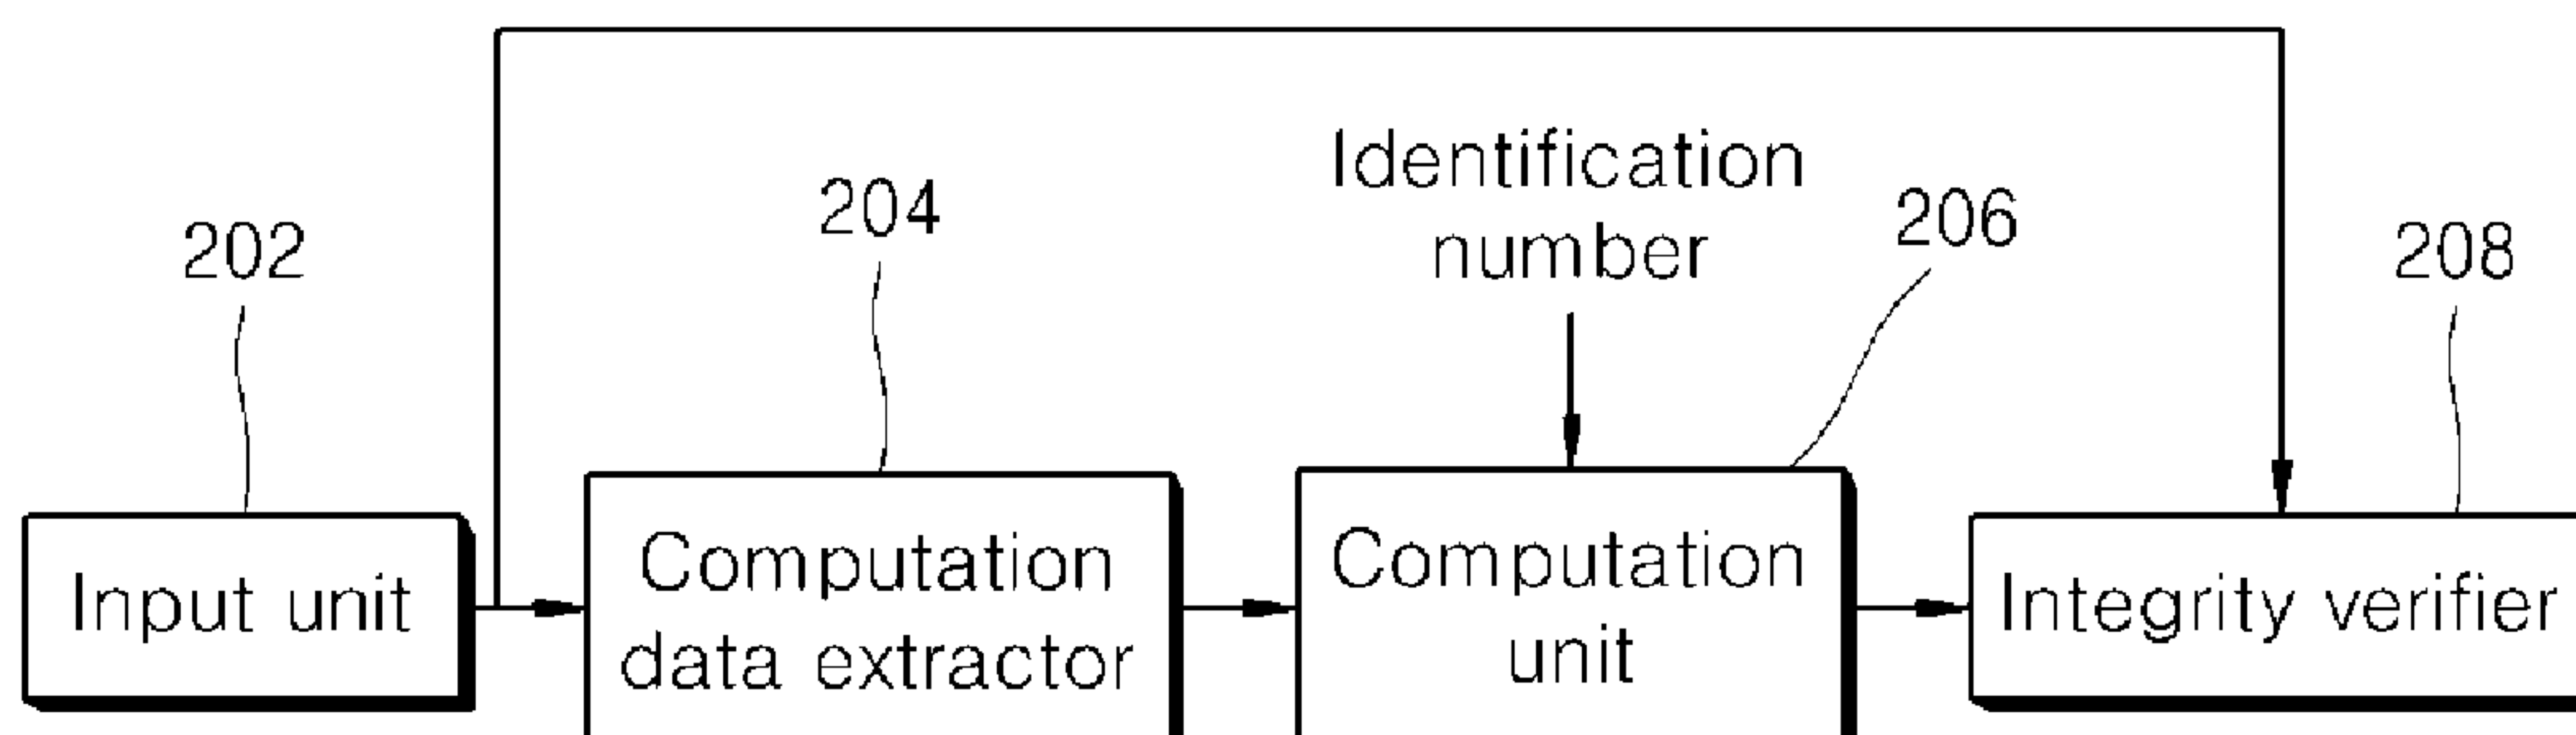 Identification
number
202
204
206
208
Input unit
Computation
data extractor
Computation
unit
Integrity verifier